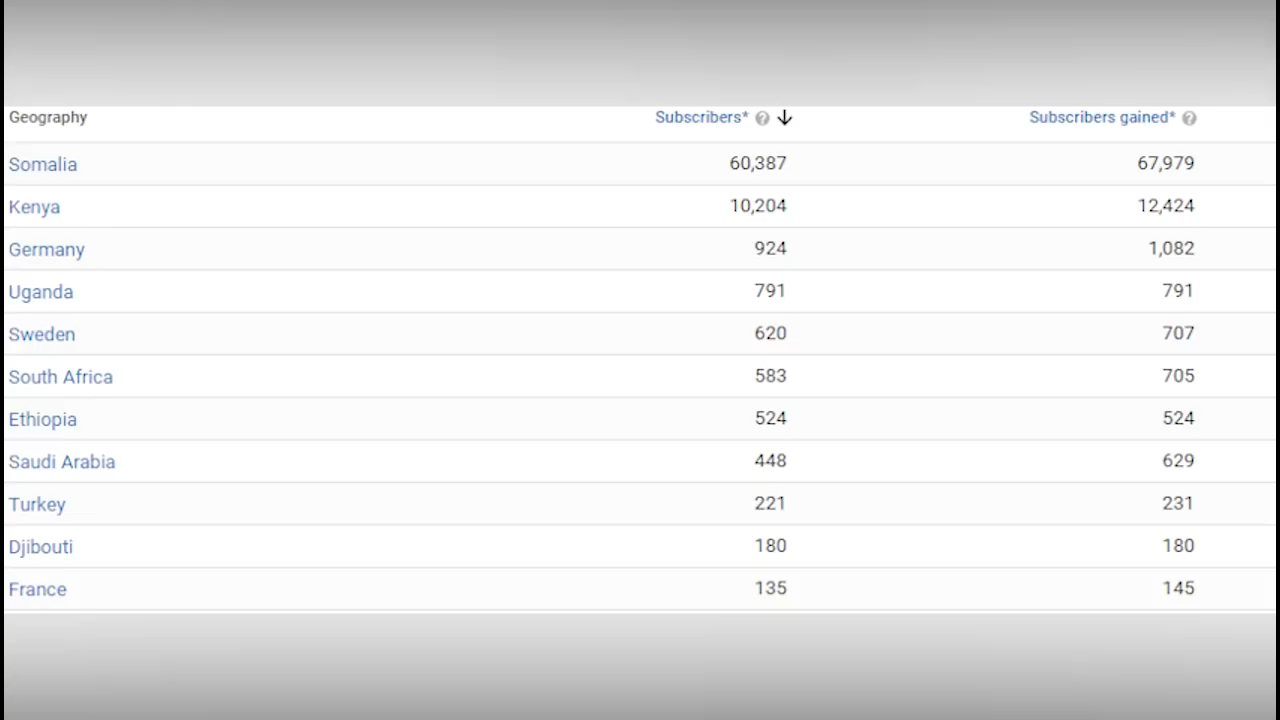 Geography Subscribers* Subscribers gained*
Somalia 60,387 67,979
Kenya 10,204 12,424
Germany 924 1,082
Uganda 791 791
Sweden 620 707
South Africa 583 705
Ethiopia 524 524
Saudi Arabia 448 629
Turkey 221 231
Djibouti 180 180
France 135 145